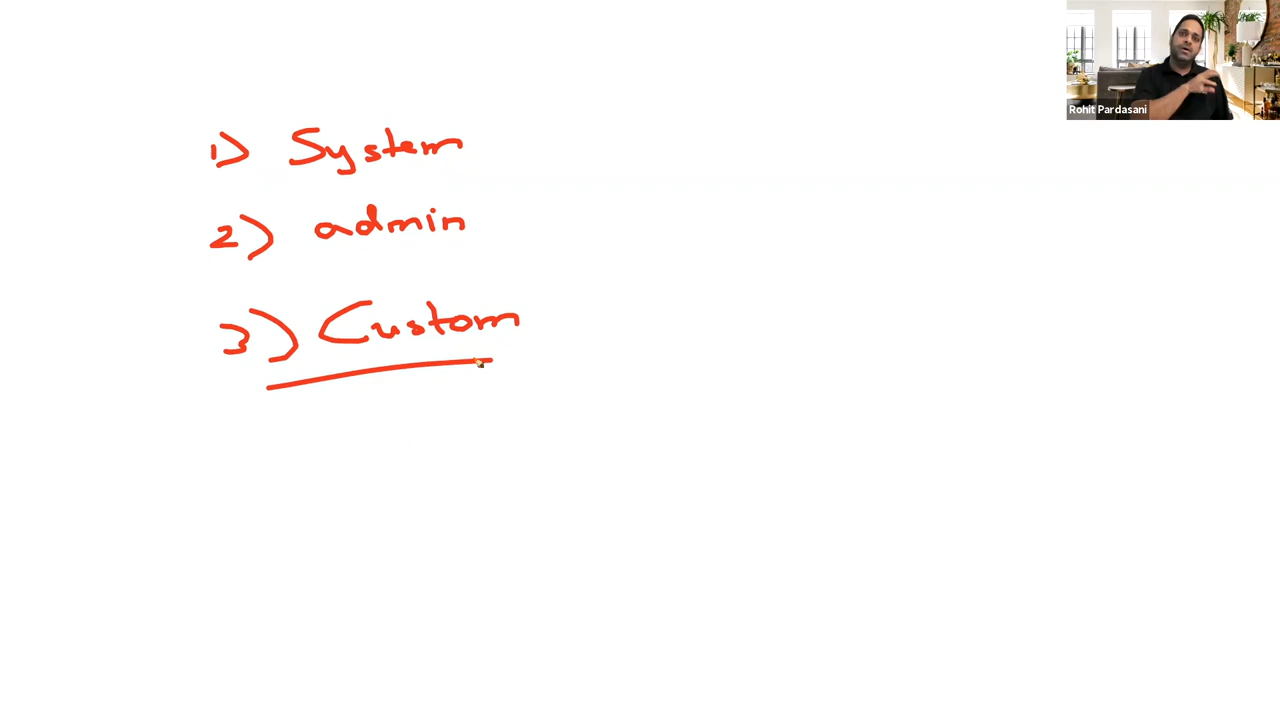 Rohit Pardasani
1) System
2) admin
3) Custom